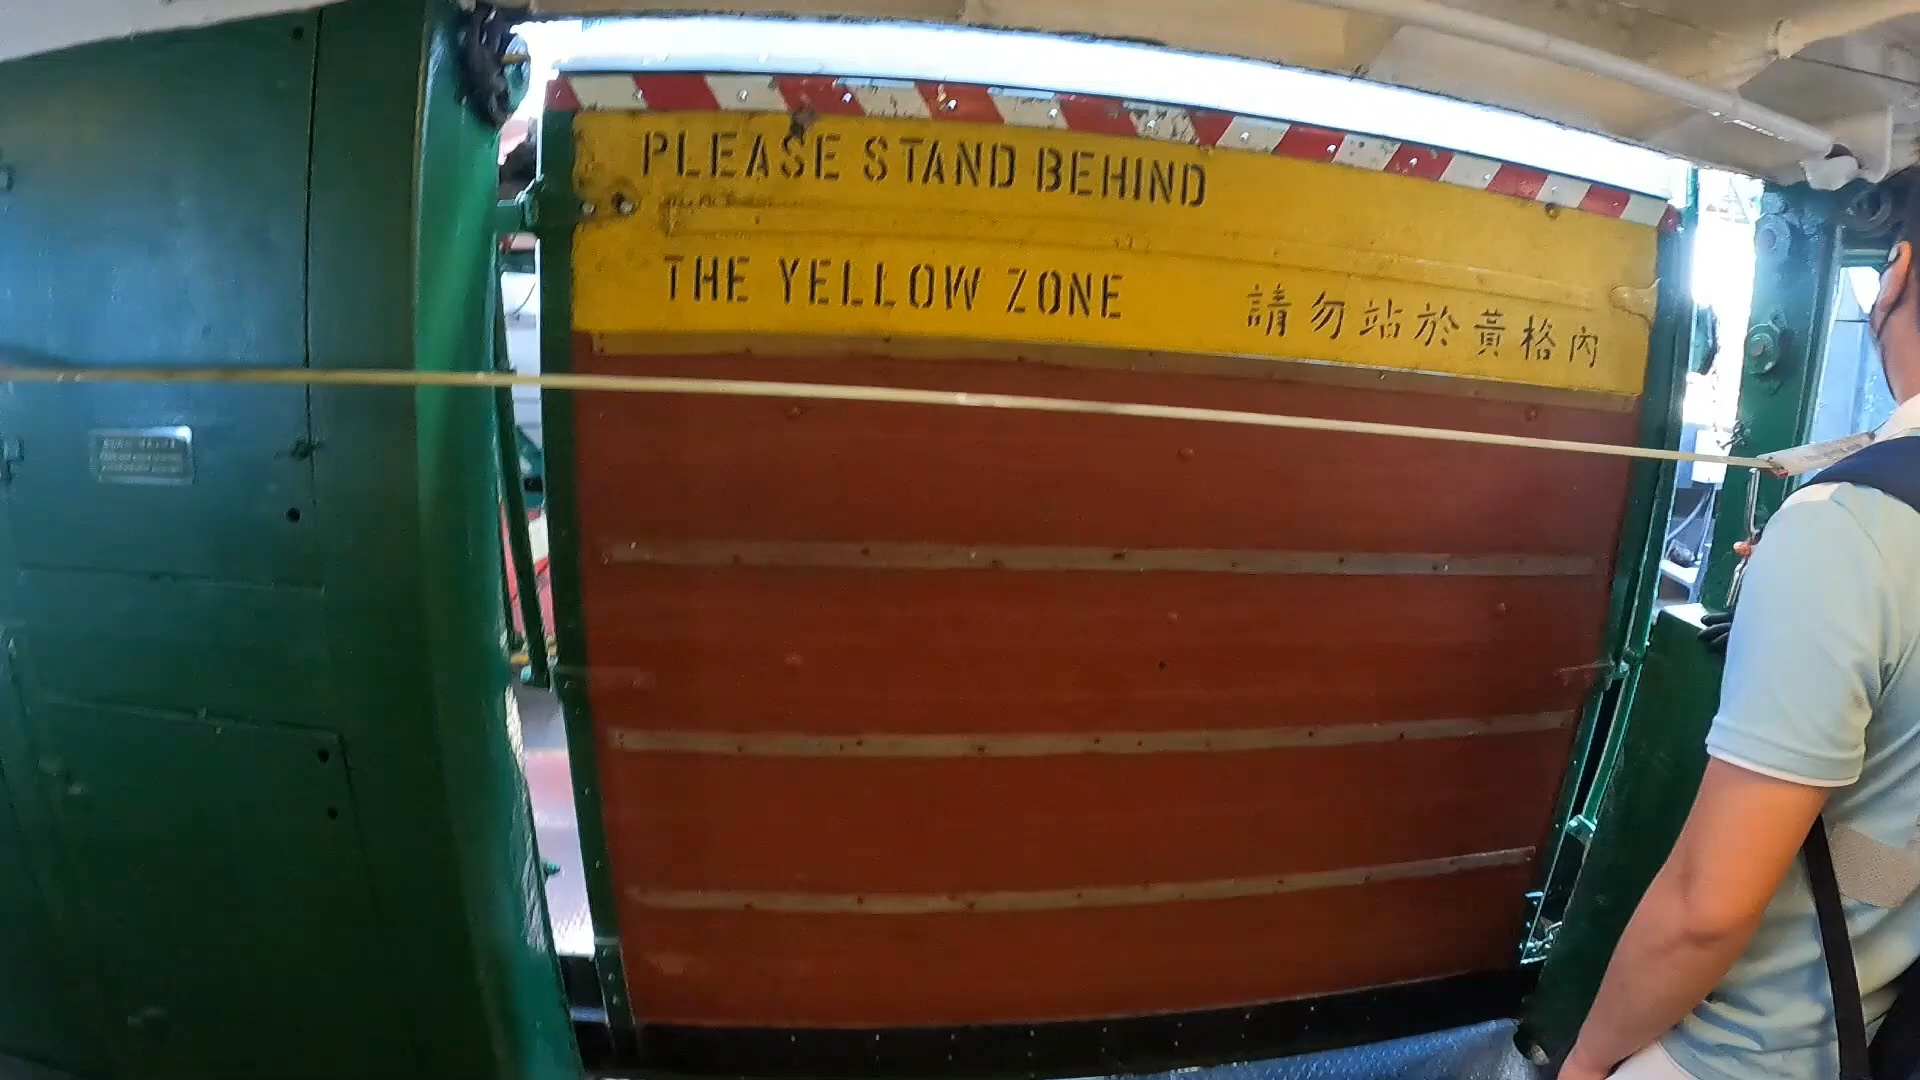 PLEASE STAND BEHIND
THE YELLOW ZONE
請勿站於黃格內